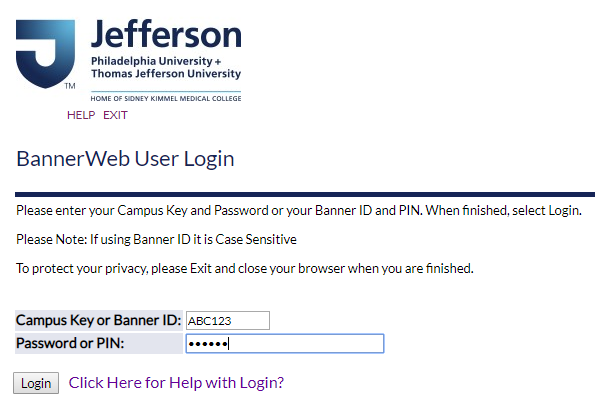 Jefferson
Philadelphia University +
Thomas Jefferson University
TM
HOME OF SIDNEY KIMMEL MEDICAL COLLEGE
HELP EXIT
BannerWeb User Login
Please enter your Campus Key and Password or your Banner ID and PIN. When finished, select Login.
Please Note: If using Banner ID it is Case Sensitive
To protect your privacy, please Exit and close your browser when you are finished.
Campus Key or Banner ID: ABC123
Password or PIN: ••••••
Login Click Here for Help with Login?